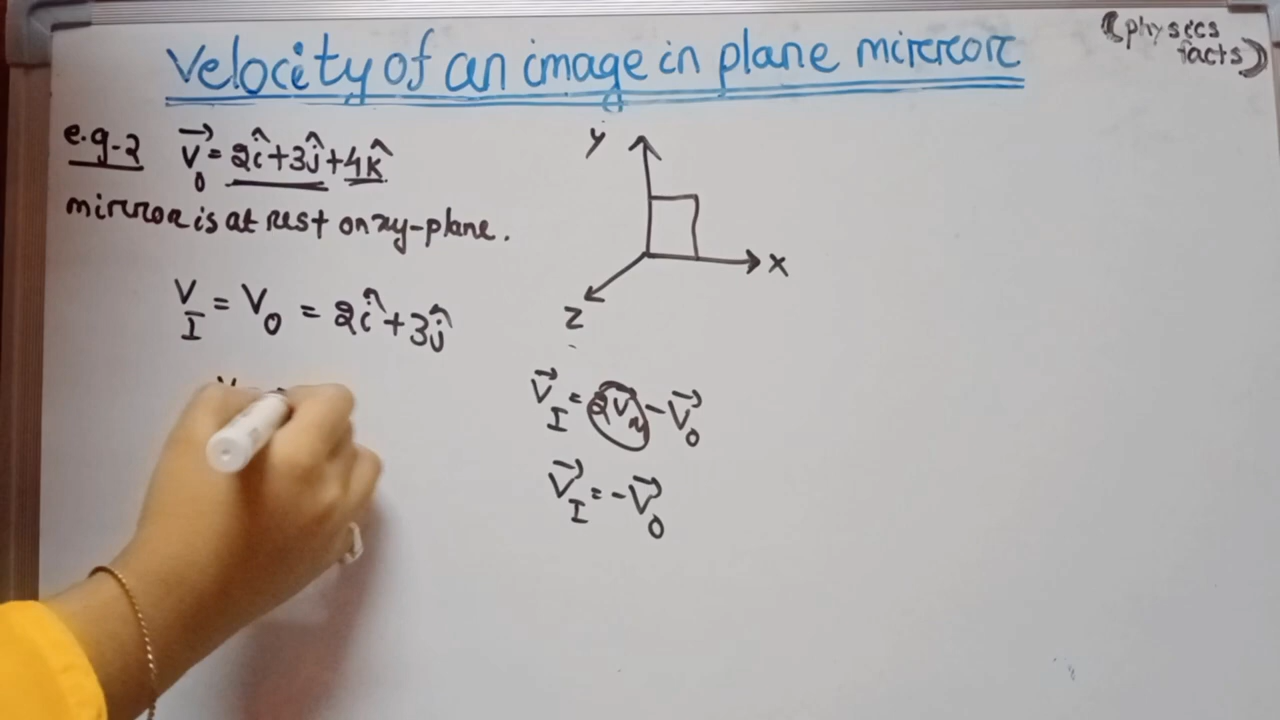 Velocity of an image in plane mirror
(physics
facts)
e.g-2 V⃗₀ = 2î+3ĵ+4k̂
mirror is at rest on xy-plane.
V_I = V₀ = 2î+3ĵ
Y
X
Z
V⃗_I = 2V⃗ₘ - V⃗₀
V⃗_I = -V⃗₀